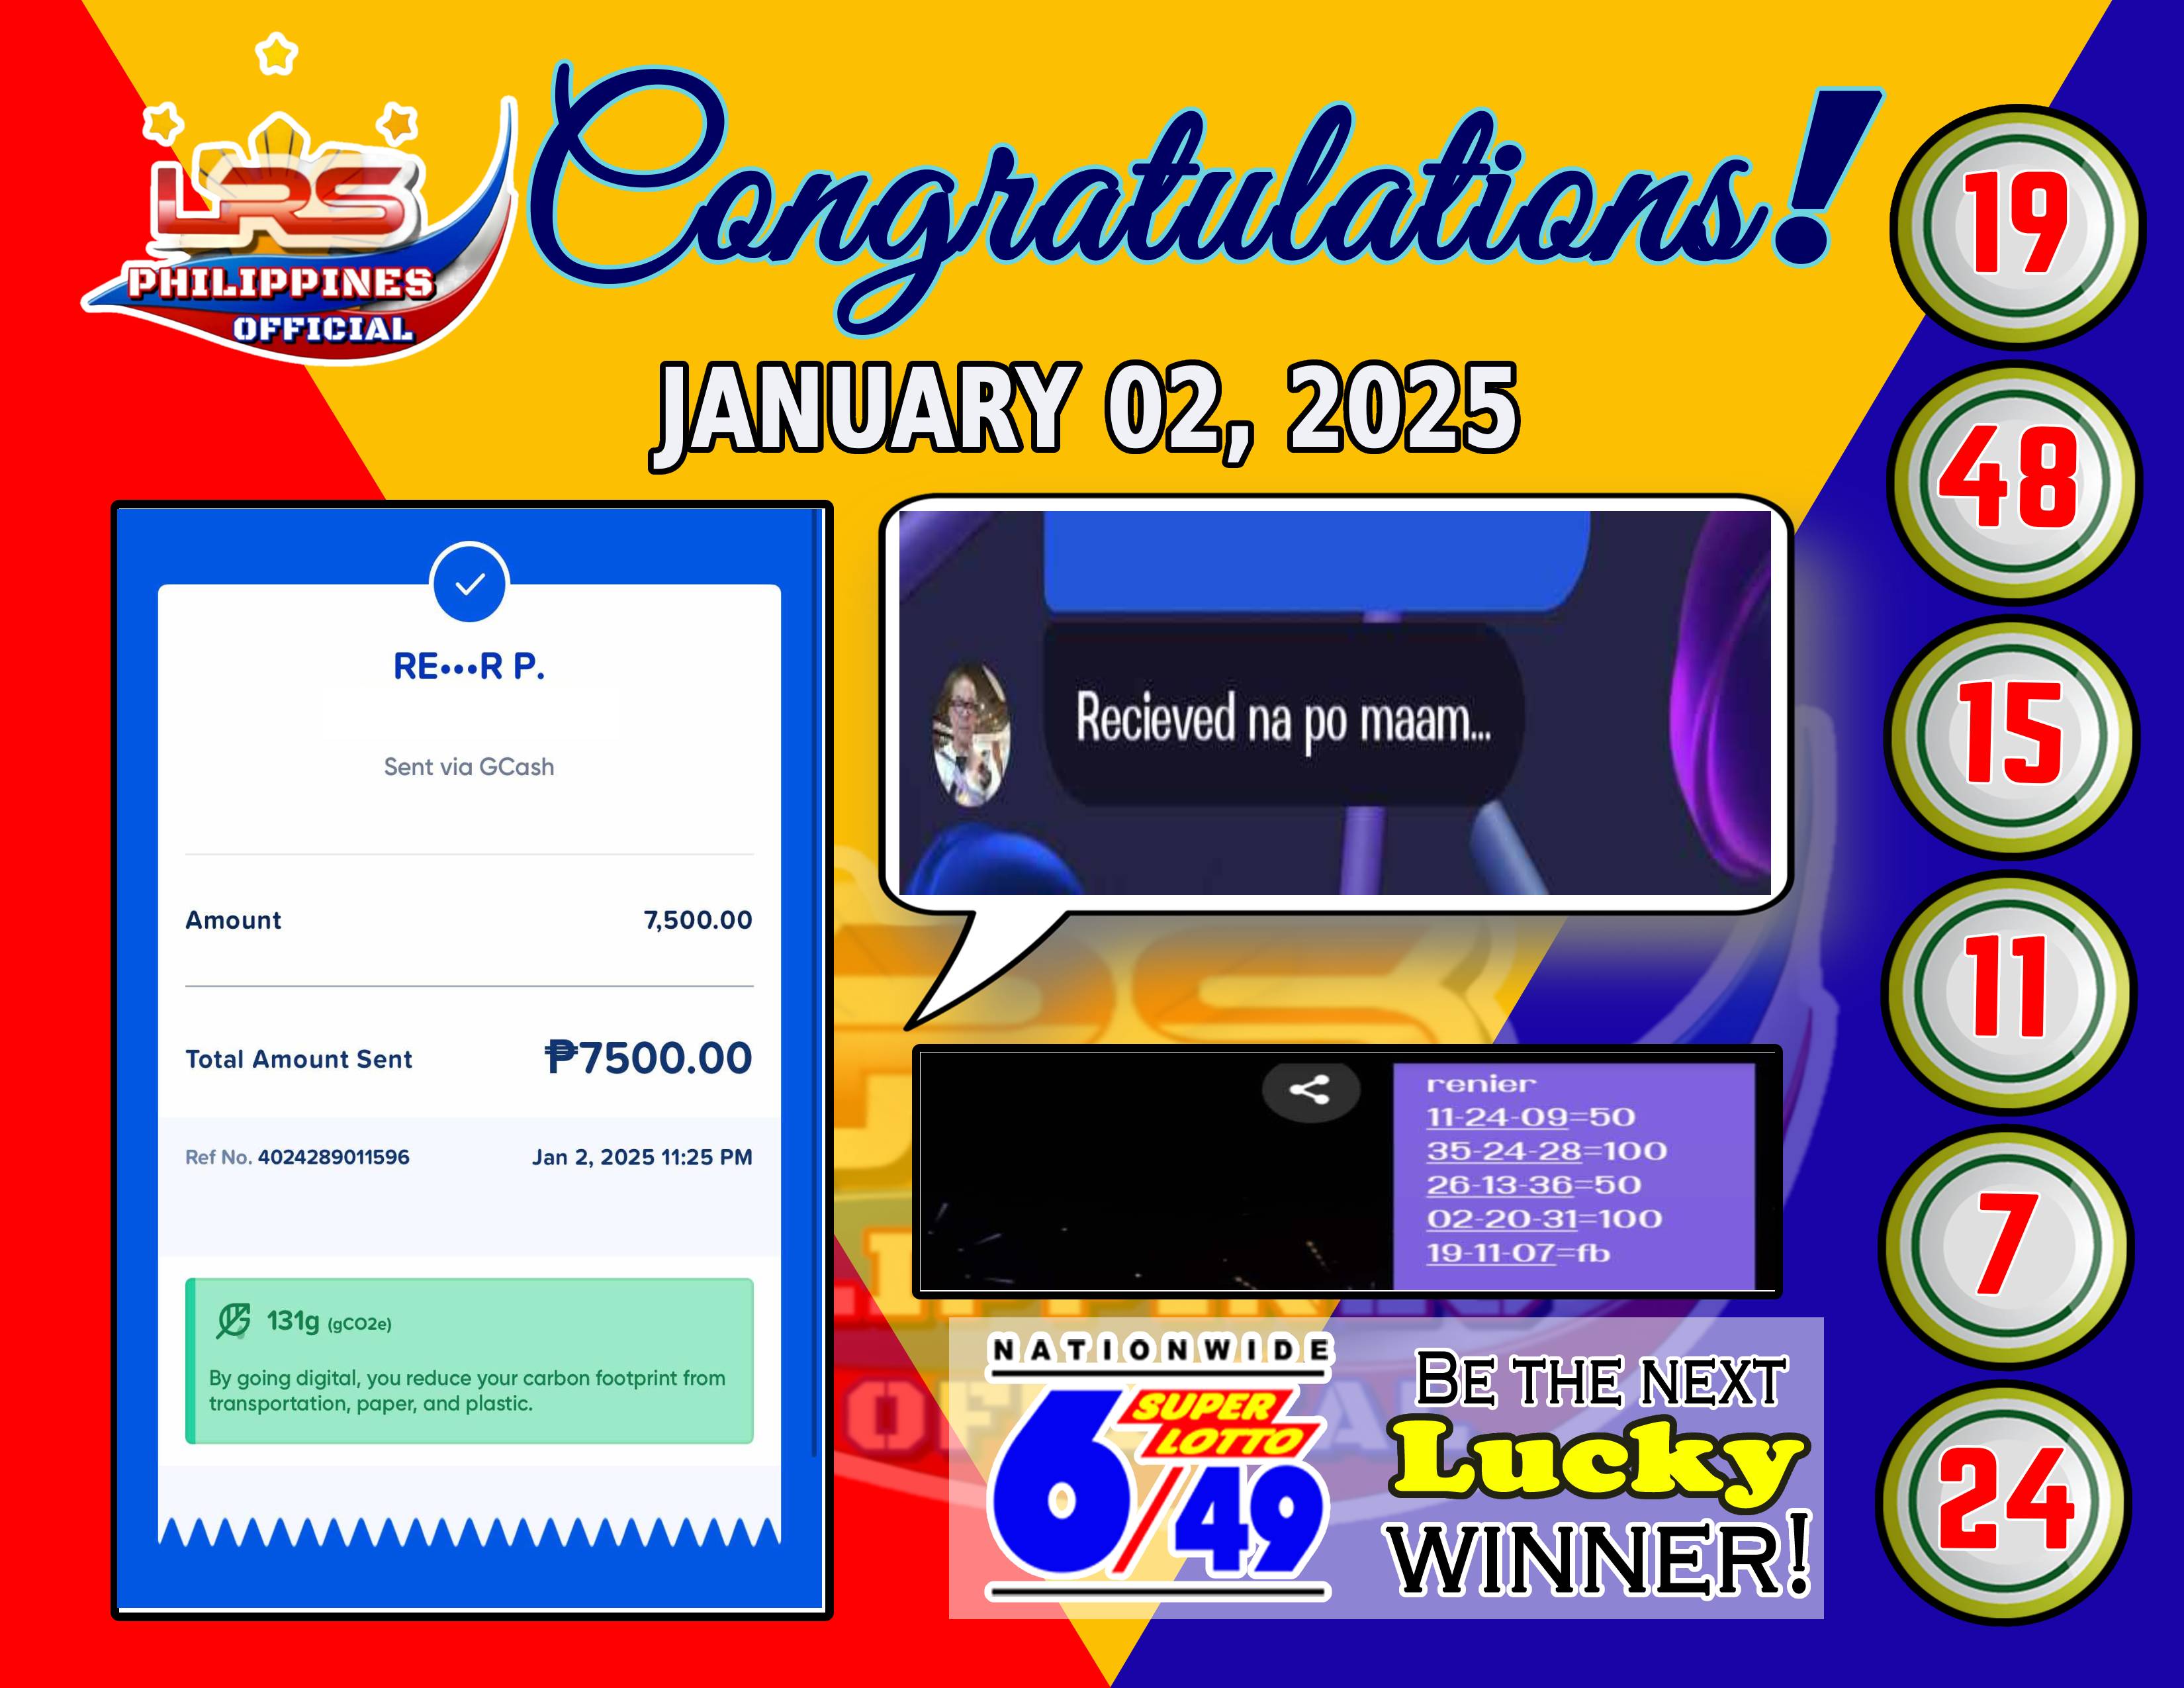 LRS
PHILIPPINES
OFFICIAL
Congratulations!
JANUARY 02, 2025
RE•••R P.
Sent via GCash
Amount 7,500.00
Total Amount Sent ₱7500.00
Ref No. 4024289011596 Jan 2, 2025 11:25 PM
131g (gCO2e)
By going digital, you reduce your carbon footprint from
transportation, paper, and plastic.
Recieved na po maam...
renier
11-24-09=50
35-24-28=100
26-13-36=50
02-20-31=100
19-11-07=fb
NATIONWIDE
SUPER
LOTTO
6/49
BE THE NEXT
Lucky
WINNER!
19
48
15
11
7
24